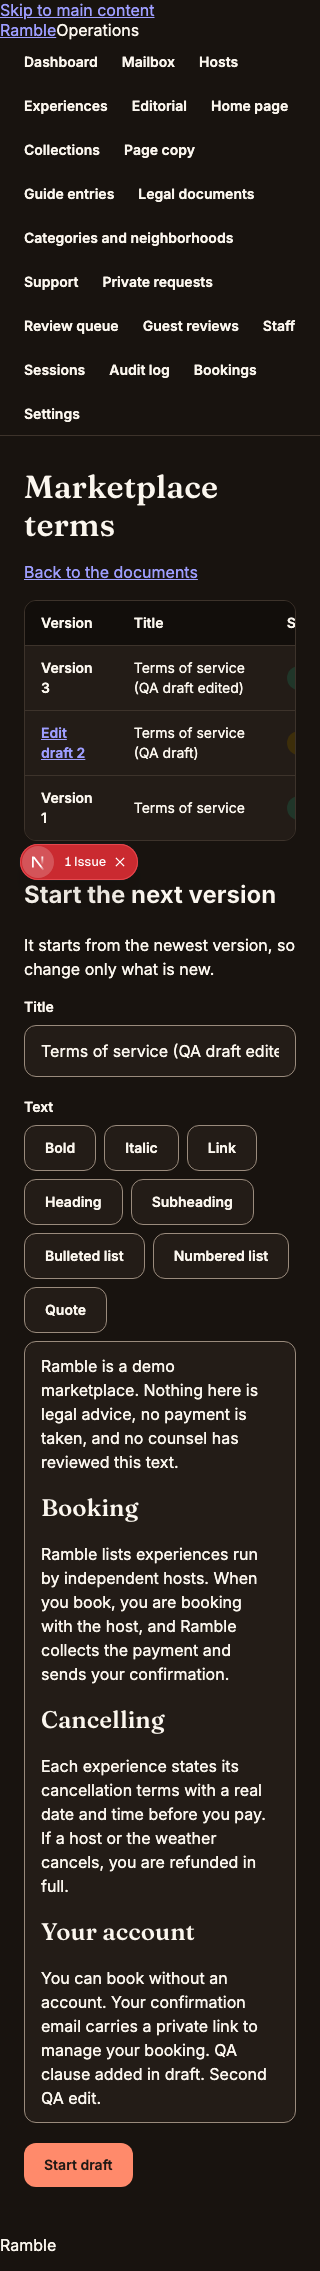 Skip to main content
RambleOperations
Dashboard Mailbox Hosts
Experiences Editorial Home page
Collections Page copy
Guide entries Legal documents
Categories and neighborhoods
Support Private requests
Review queue Guest reviews Staff
Sessions Audit log Bookings
Settings
Marketplace
terms
Back to the documents
Version Title S
Version Terms of service
3 (QA draft edited)
Edit Terms of service
draft 2 (QA draft)
Version Terms of service
1
1 Issue
Start the next version
It starts from the newest version, so
change only what is new.
Title
Terms of service (QA draft edite
Text
Bold Italic Link
Heading Subheading
Bulleted list Numbered list
Quote
Ramble is a demo
marketplace. Nothing here is
legal advice, no payment is
taken, and no counsel has
reviewed this text.
Booking
Ramble lists experiences run
by independent hosts. When
you book, you are booking
with the host, and Ramble
collects the payment and
sends your confirmation.
Cancelling
Each experience states its
cancellation terms with a real
date and time before you pay.
If a host or the weather
cancels, you are refunded in
full.
Your account
You can book without an
account. Your confirmation
email carries a private link to
manage your booking. QA
clause added in draft. Second
QA edit.
Start draft
Ramble